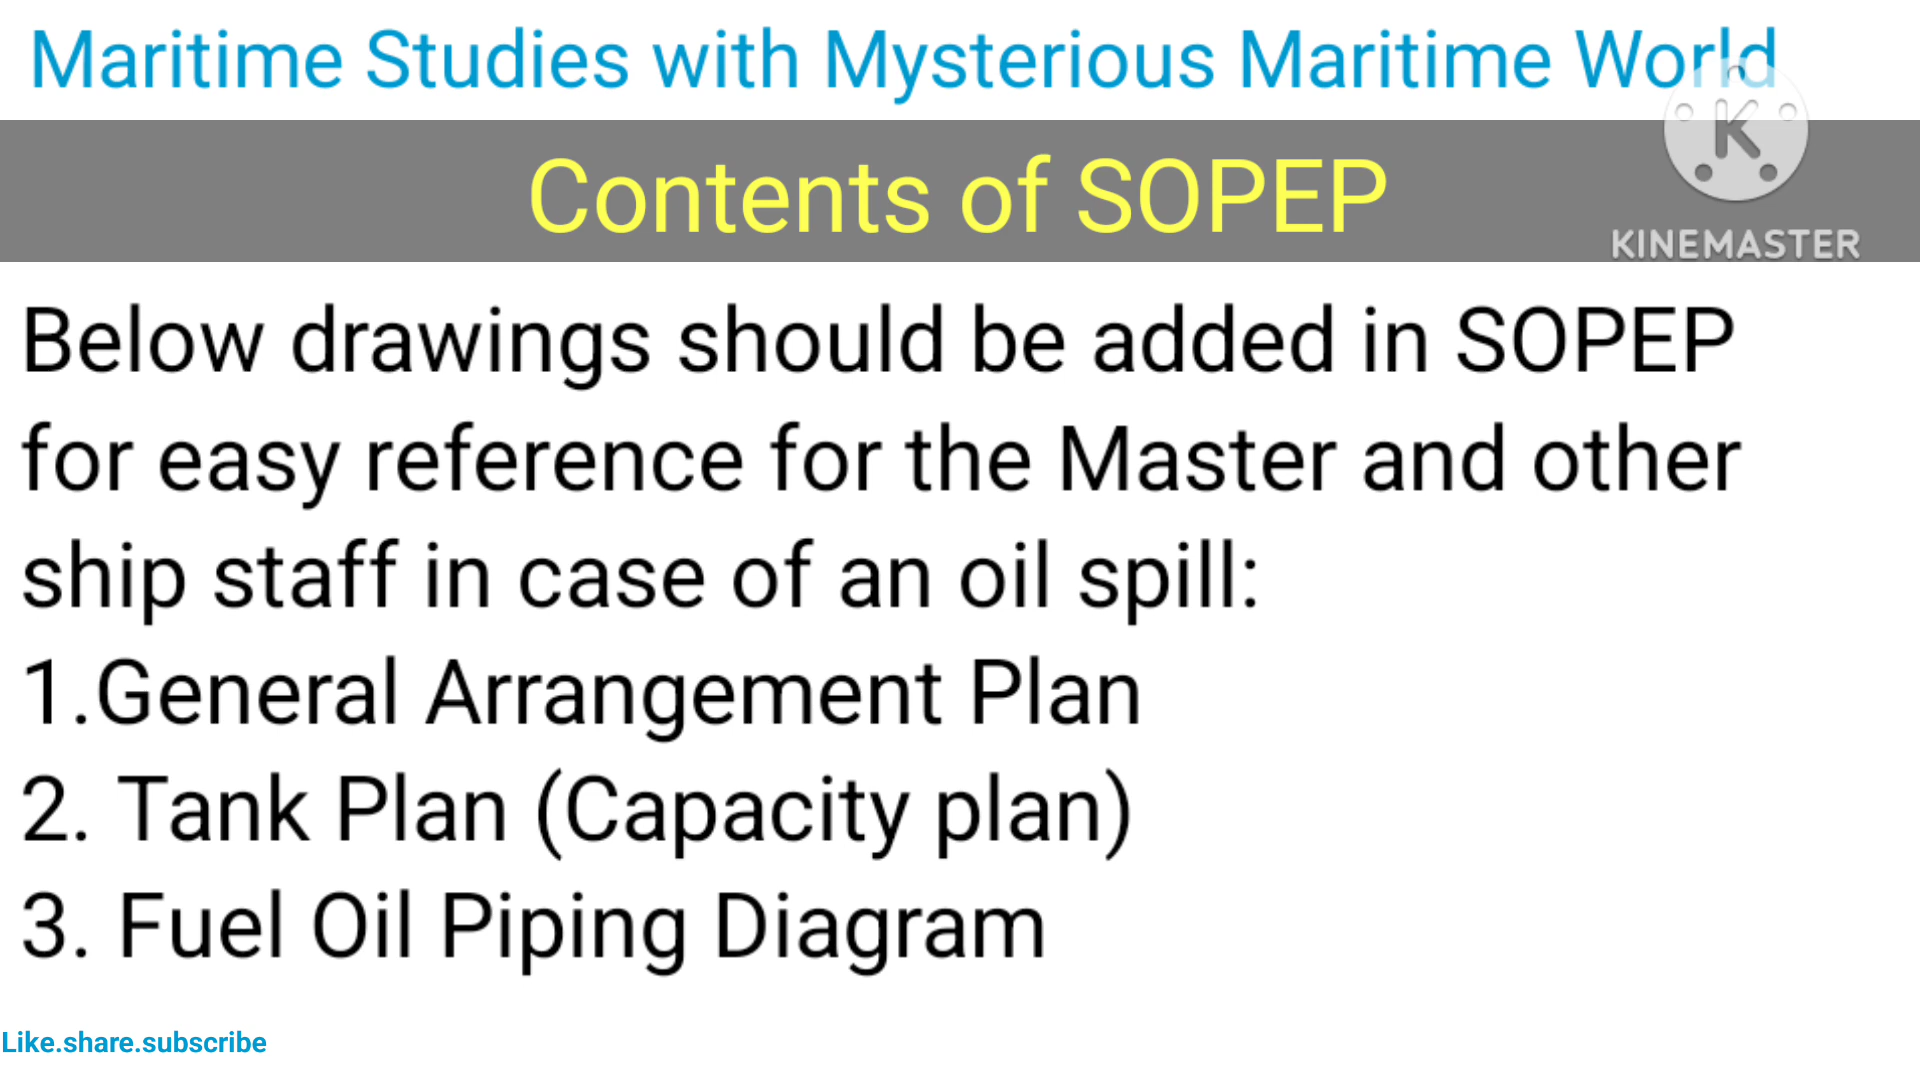 Maritime Studies with Mysterious Maritime World
K
KINEMASTER
Contents of SOPEP
Below drawings should be added in SOPEP
for easy reference for the Master and other
ship staff in case of an oil spill:
1.General Arrangement Plan
2. Tank Plan (Capacity plan)
3. Fuel Oil Piping Diagram
Like.share.subscribe